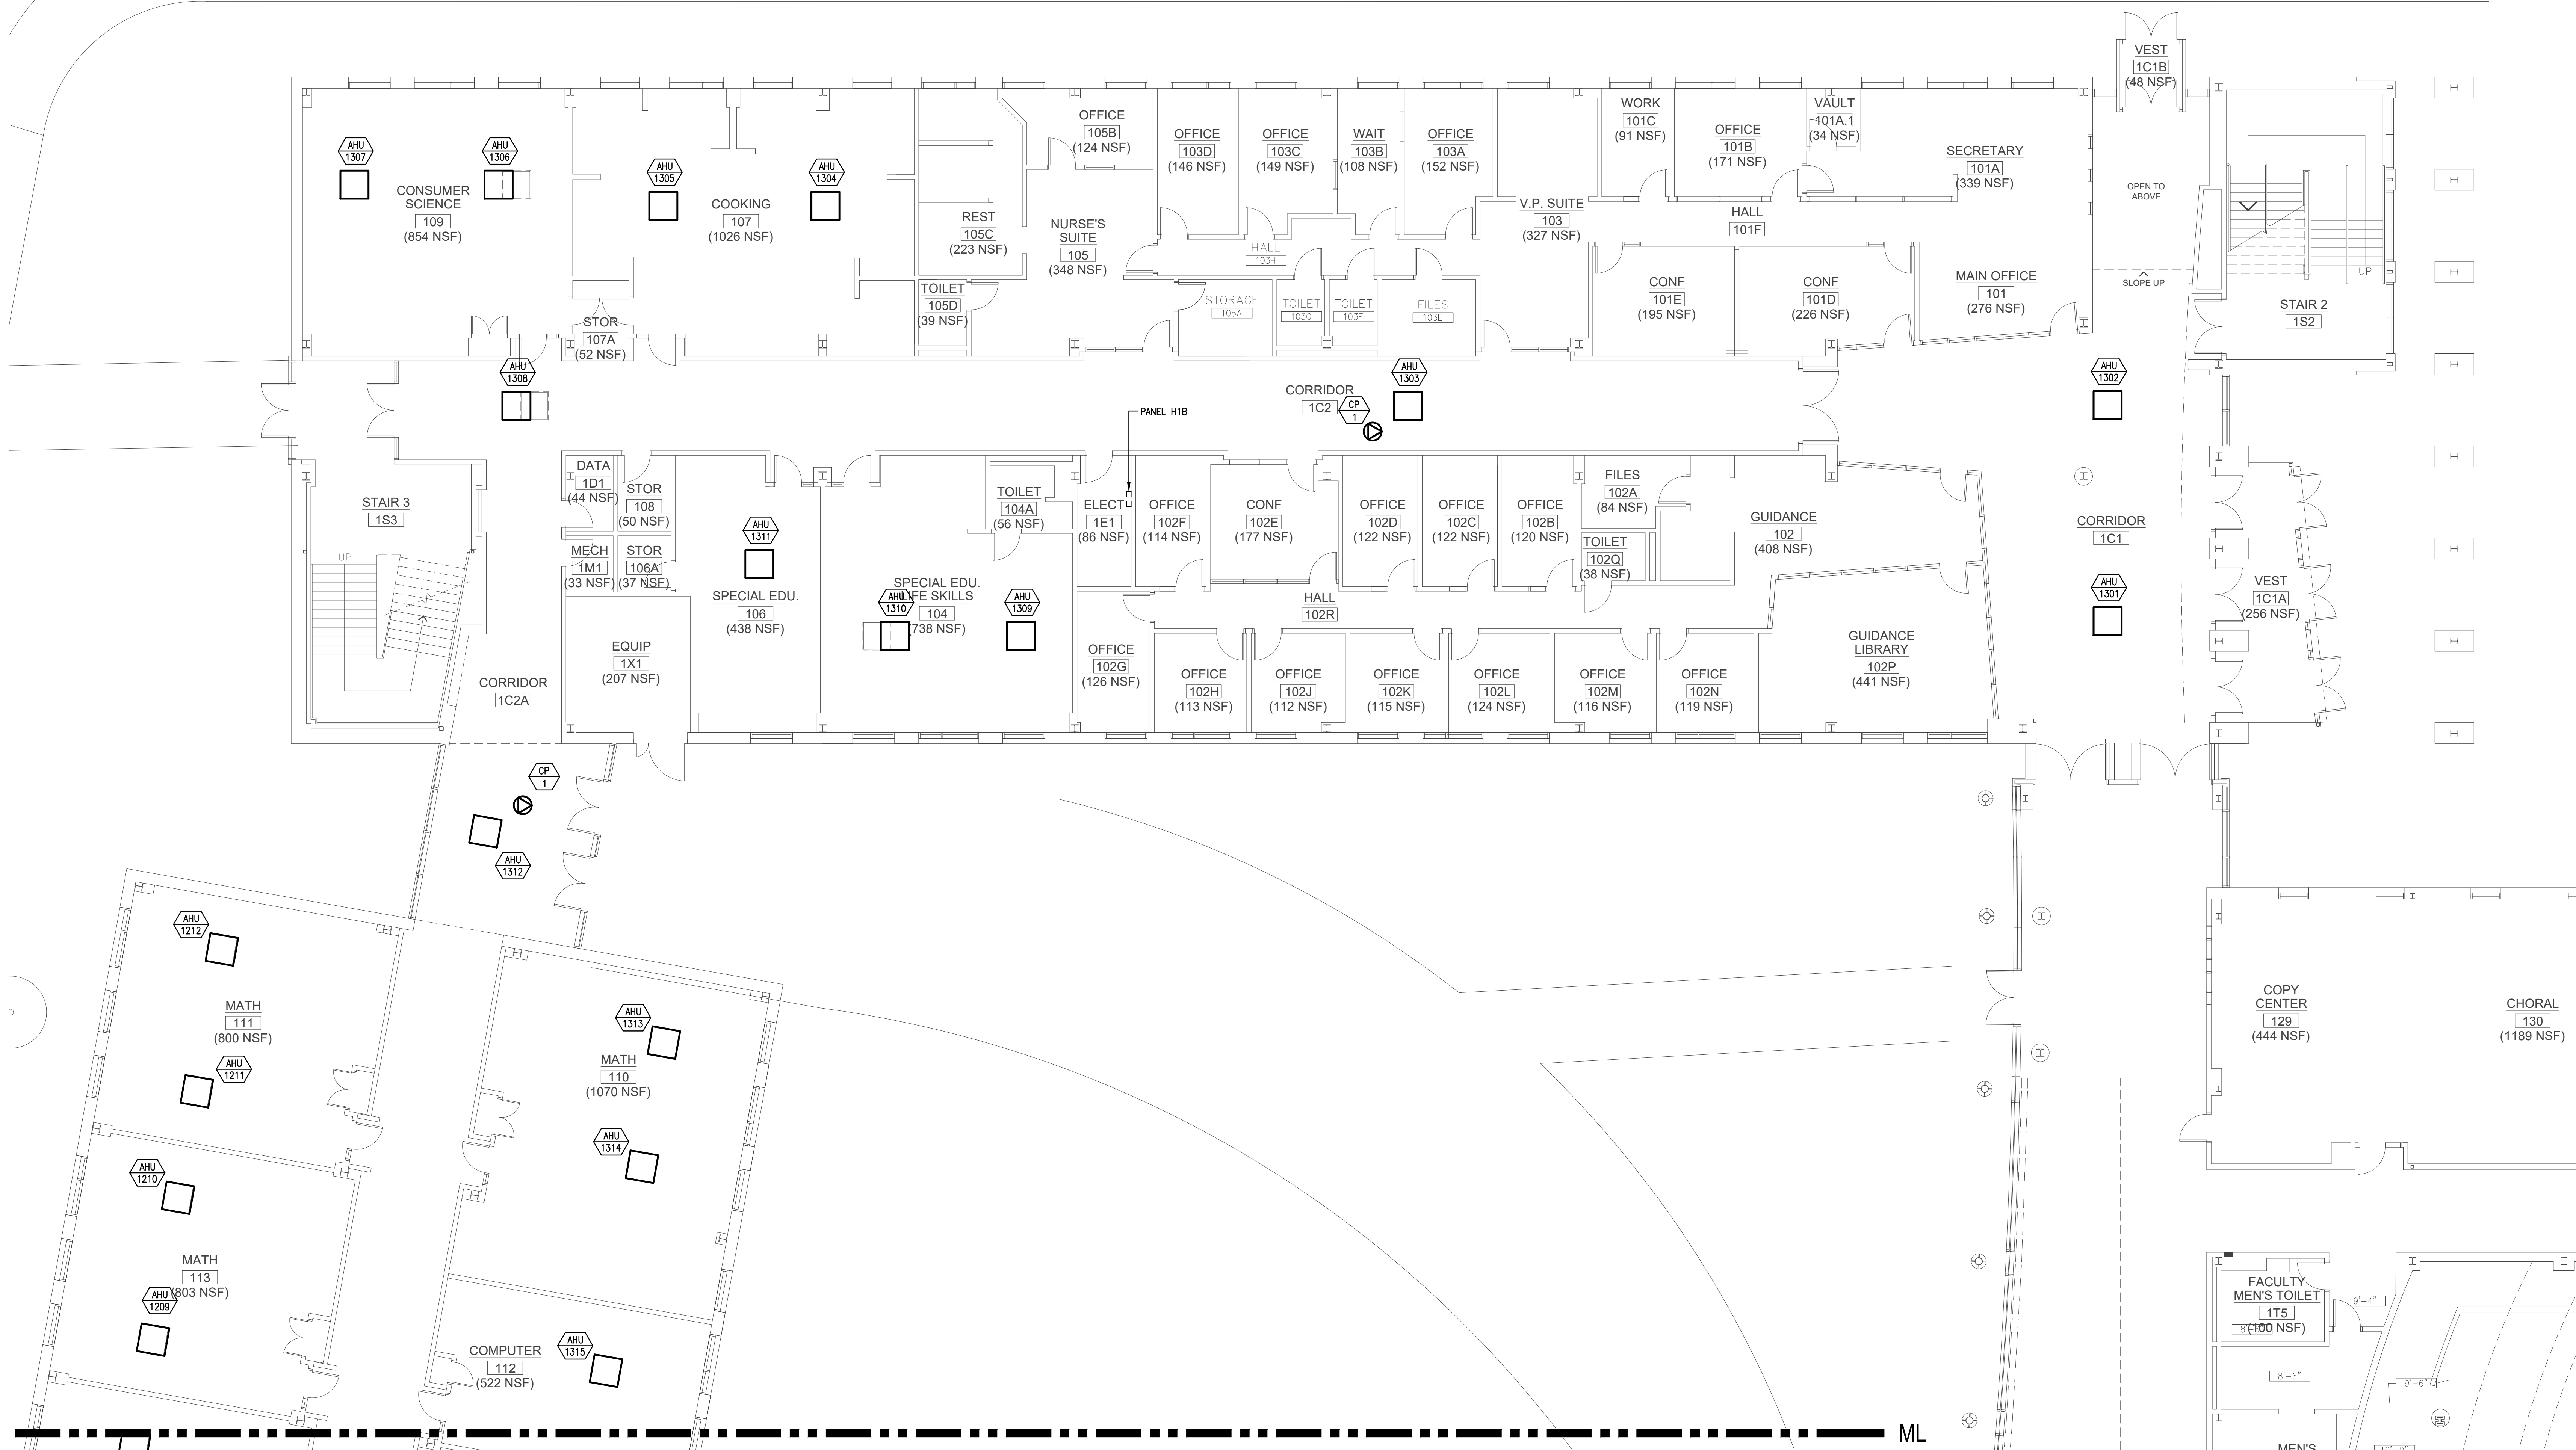 VEST
1C1B
(48 NSF)
AHU
1307
AHU
1306
CONSUMER
SCIENCE
109
(854 NSF)
AHU
1305
AHU
1304
COOKING
107
(1026 NSF)
STOR
107A
(52 NSF)
REST
105C
(223 NSF)
TOILET
105D
(39 NSF)
OFFICE
105B
(124 NSF)
NURSE'S
SUITE
105
(348 NSF)
OFFICE
103D
(146 NSF)
OFFICE
103C
(149 NSF)
WAIT
103B
(108 NSF)
OFFICE
103A
(152 NSF)
HALL
103H
STORAGE
105A
TOILET
103G
TOILET
103F
FILES
103E
V.P. SUITE
103
(327 NSF)
WORK
101C
(91 NSF)
OFFICE
101B
(171 NSF)
VAULT
101A.1
(34 NSF)
SECRETARY
101A
(339 NSF)
HALL
101F
CONF
101E
(195 NSF)
CONF
101D
(226 NSF)
MAIN OFFICE
101
(276 NSF)
OPEN TO
ABOVE
SLOPE UP
UP
STAIR 2
1S2
AHU
1308
CORRIDOR
1C2
CP
1
AHU
1303
AHU
1302
PANEL H1B
STAIR 3
1S3
UP
DATA
1D1
(44 NSF)
STOR
108
(50 NSF)
MECH
1M1
(33 NSF)
STOR
106A
(37 NSF)
AHU
1311
SPECIAL EDU.
106
(438 NSF)
TOILET
104A
(56 NSF)
SPECIAL EDU.
LIFE SKILLS
104
(738 NSF)
AHU
1310
AHU
1309
ELECT
1E1
(86 NSF)
OFFICE
102F
(114 NSF)
CONF
102E
(177 NSF)
OFFICE
102D
(122 NSF)
OFFICE
102C
(122 NSF)
OFFICE
102B
(120 NSF)
FILES
102A
(84 NSF)
TOILET
102Q
(38 NSF)
GUIDANCE
102
(408 NSF)
HALL
102R
EQUIP
1X1
(207 NSF)
CORRIDOR
1C2A
OFFICE
102G
(126 NSF)
OFFICE
102H
(113 NSF)
OFFICE
102J
(112 NSF)
OFFICE
102K
(115 NSF)
OFFICE
102L
(124 NSF)
OFFICE
102M
(116 NSF)
OFFICE
102N
(119 NSF)
GUIDANCE
LIBRARY
102P
(441 NSF)
CORRIDOR
1C1
AHU
1301
VEST
1C1A
(256 NSF)
CP
1
AHU
1312
AHU
1212
MATH
111
(800 NSF)
AHU
1211
AHU
1313
MATH
110
(1070 NSF)
AHU
1314
AHU
1210
MATH
113
(803 NSF)
AHU
1209
COMPUTER
112
(522 NSF)
AHU
1315
COPY
CENTER
129
(444 NSF)
CHORAL
130
(1189 NSF)
FACULTY
MEN'S TOILET
1T5
(100 NSF)
9'-4"
8'-6"
9'-6"
MEN'S
ML